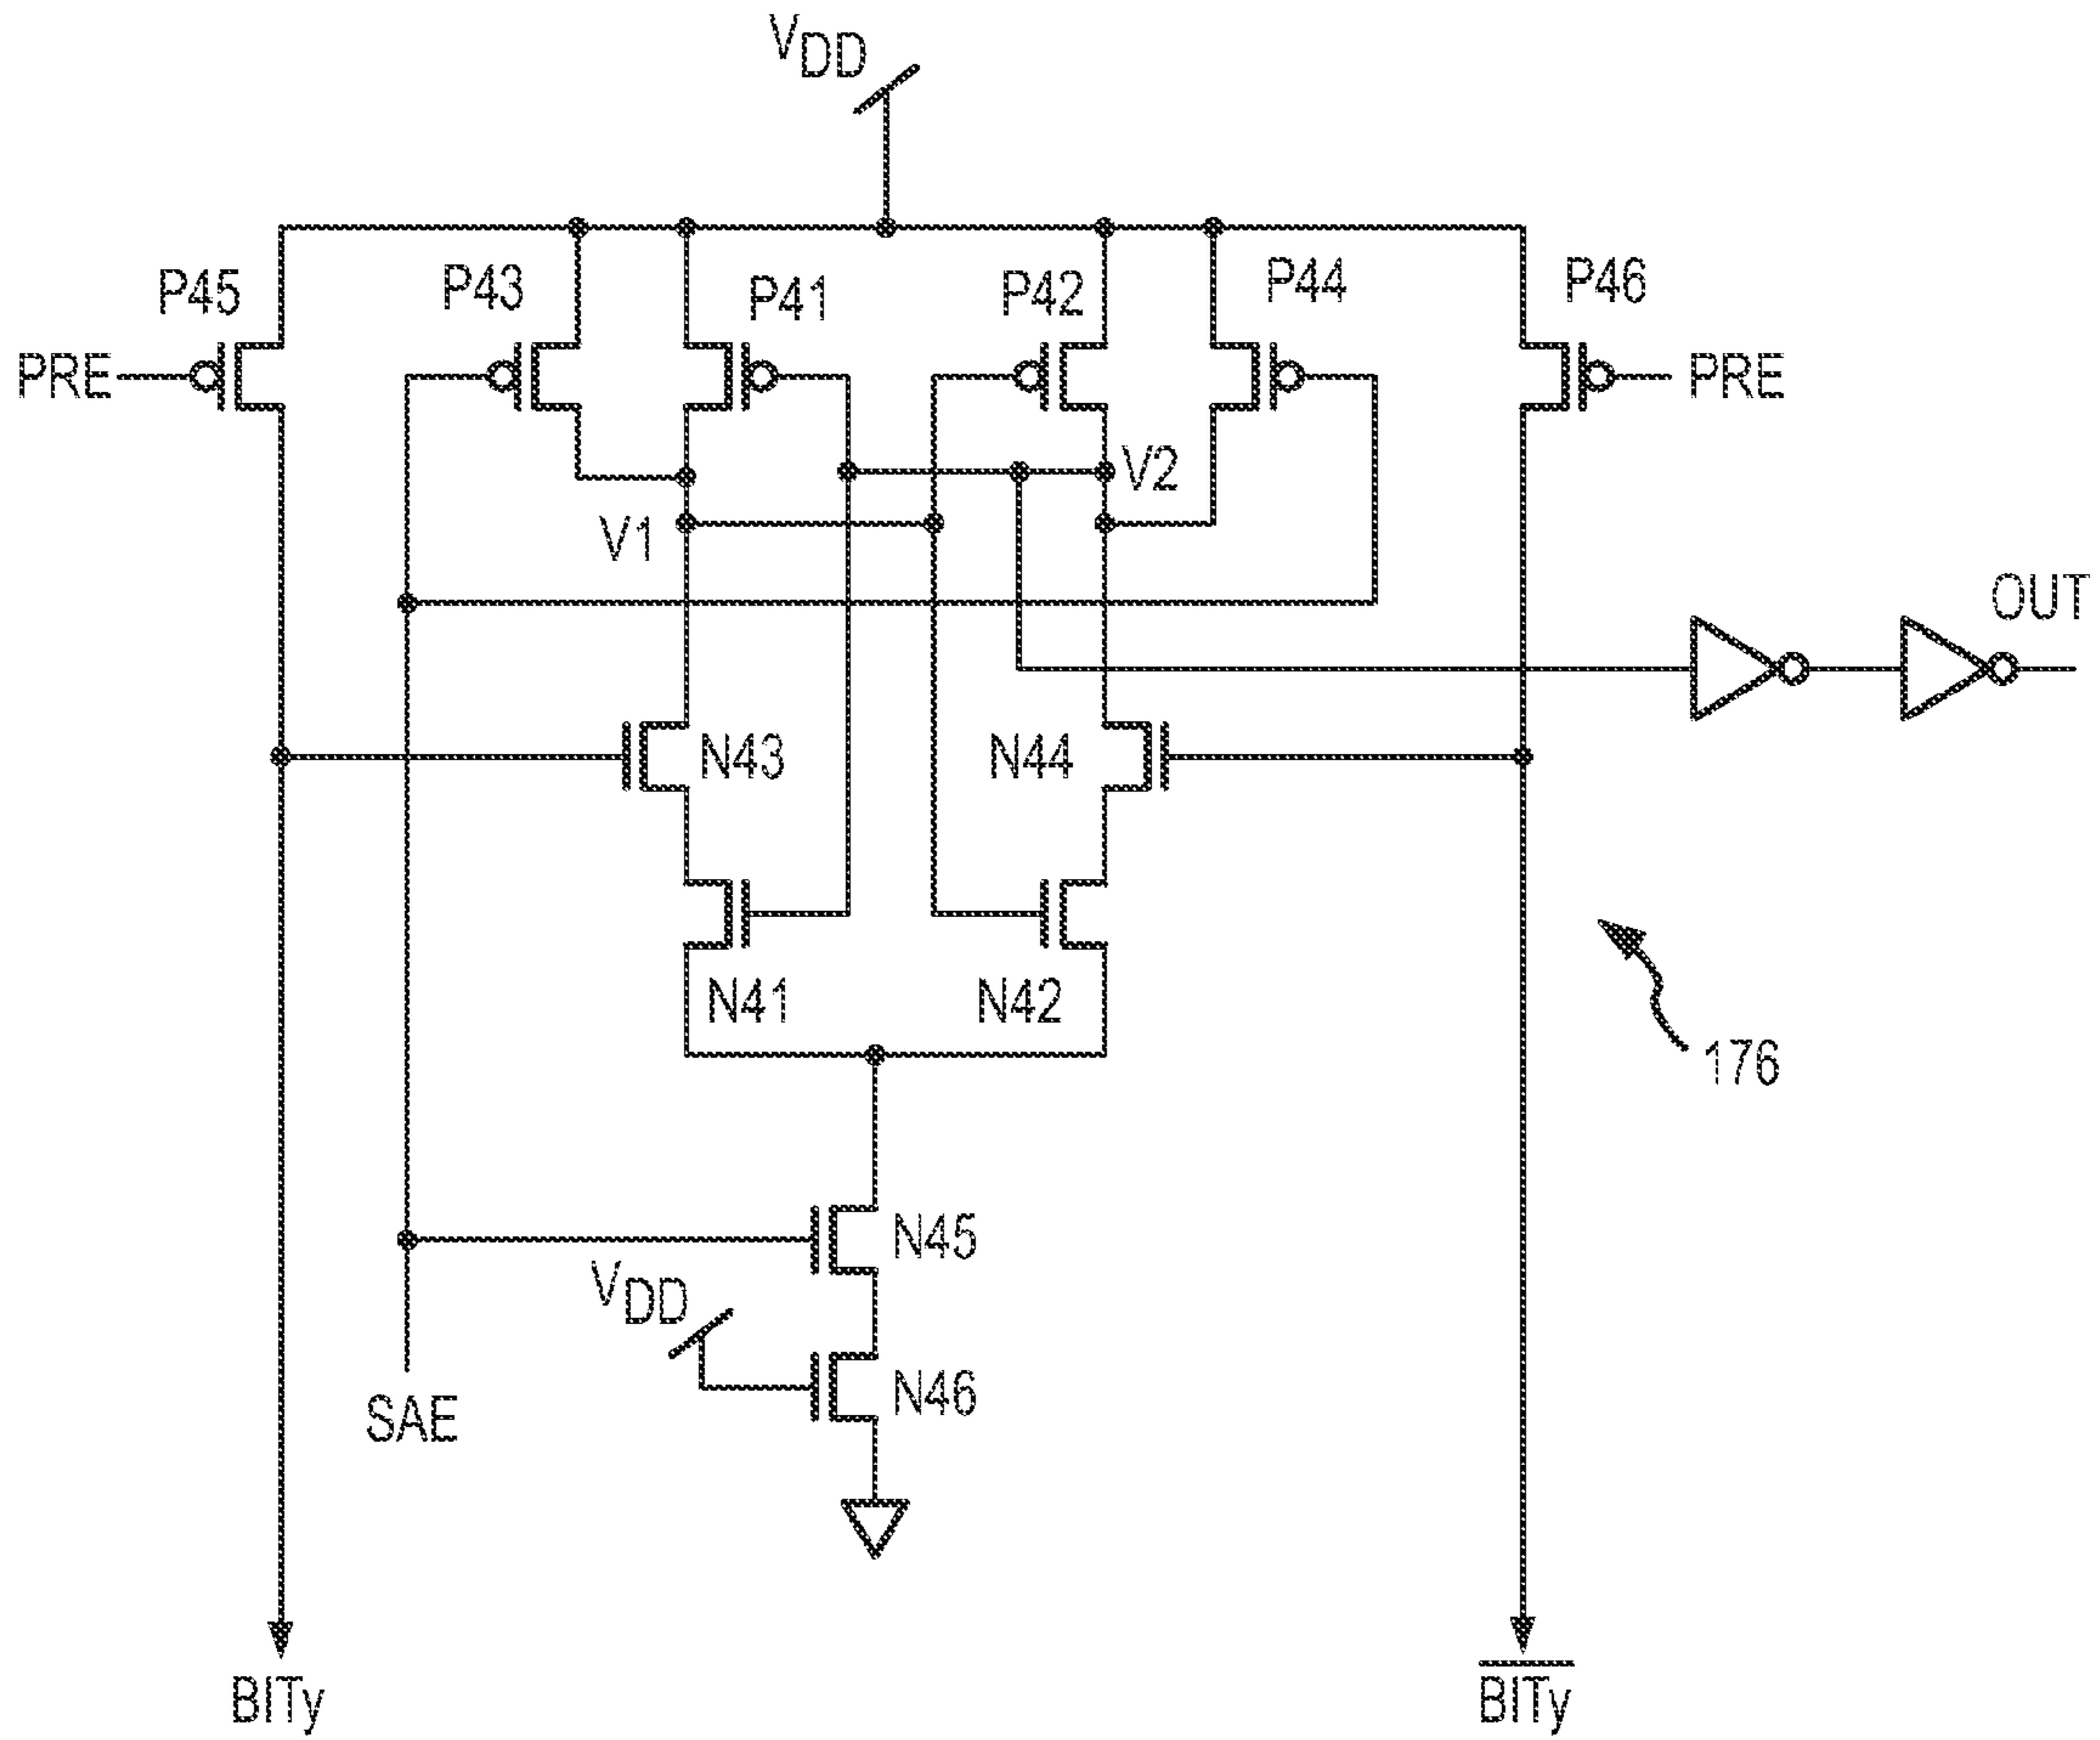 VDD
P45
P43
P41
P42
P44
P46
PRE
PRE
V2
V1
OUT
N43
N44
N41
N42
176
N45
VDD
N46
SAE
BITy
B̅I̅T̅y̅